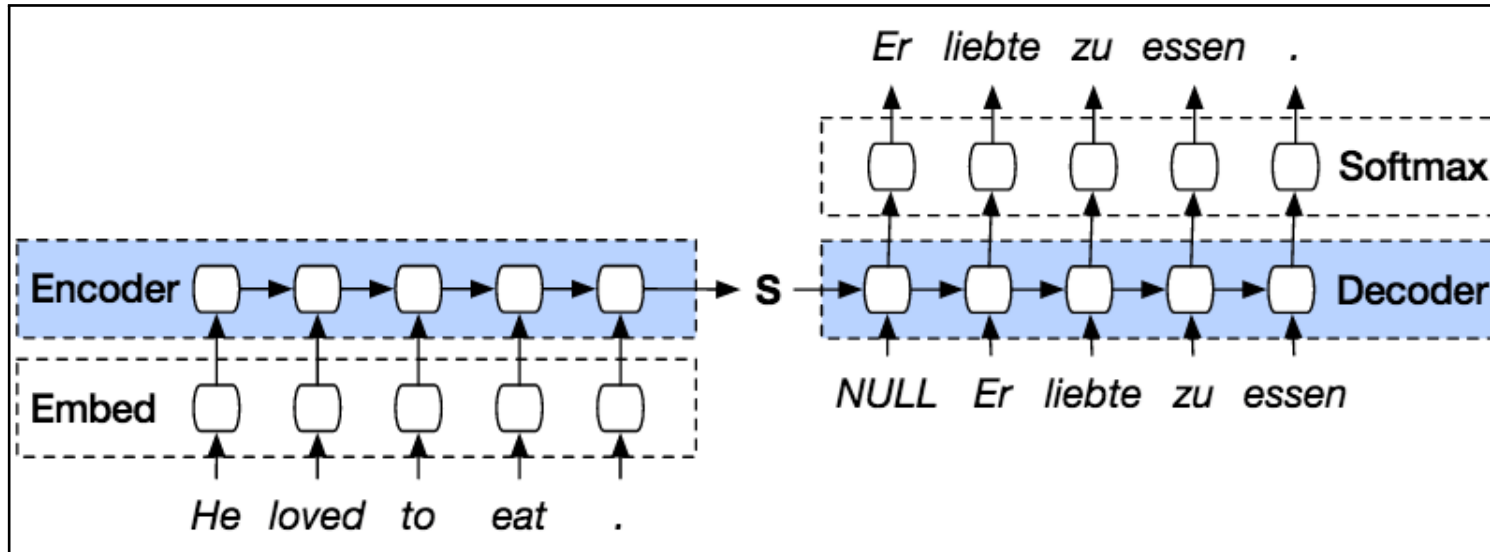 Er liebte zu essen .
Softmax
Encoder
S
Decoder
Embed
NULL Er liebte zu essen
He loved to eat .